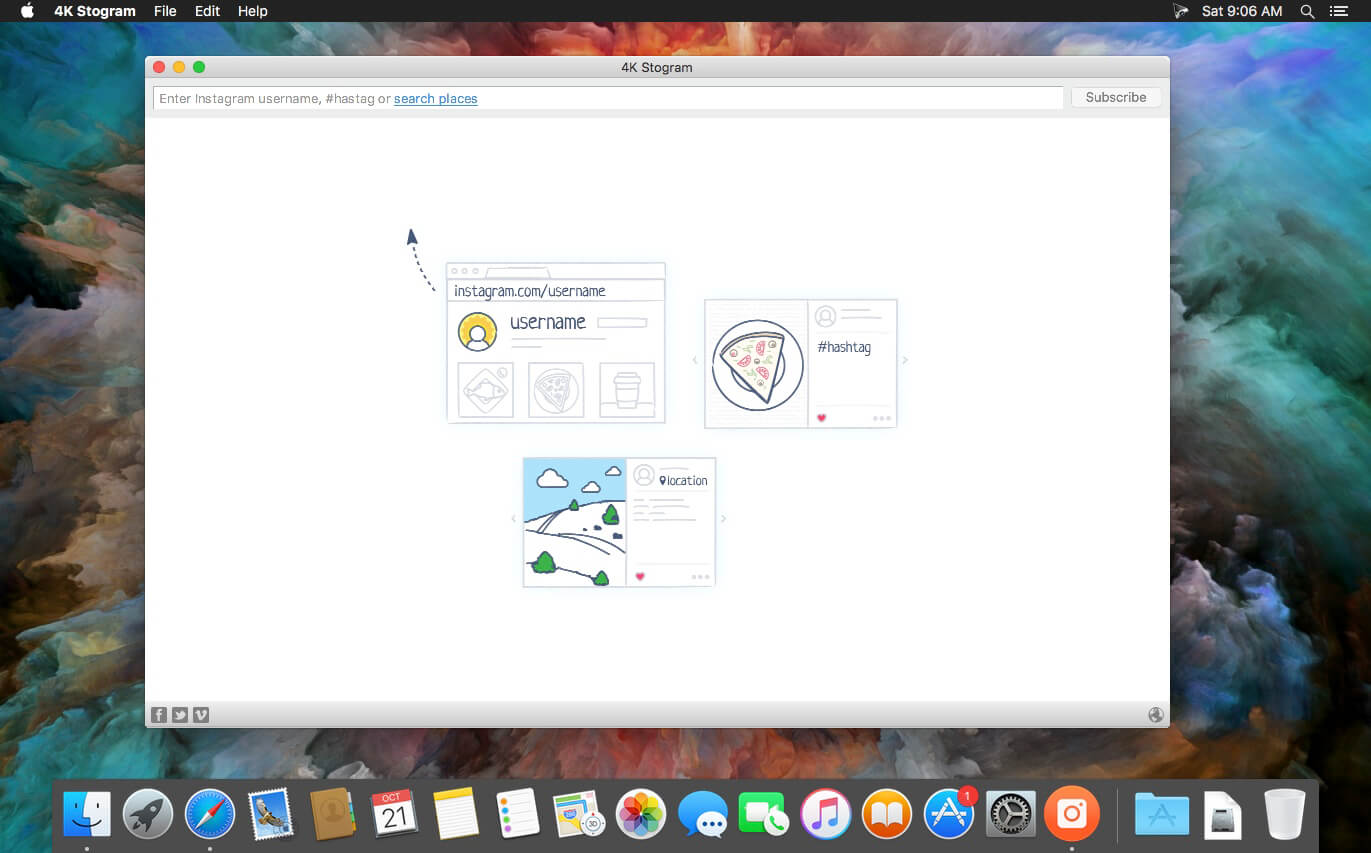 4K Stogram File Edit Help Sat 9:06 AM
4K Stogram
Enter Instagram username, #hastag or search places Subscribe
instagram.com/username
username
#hashtag
location
OCT
21
3D
1